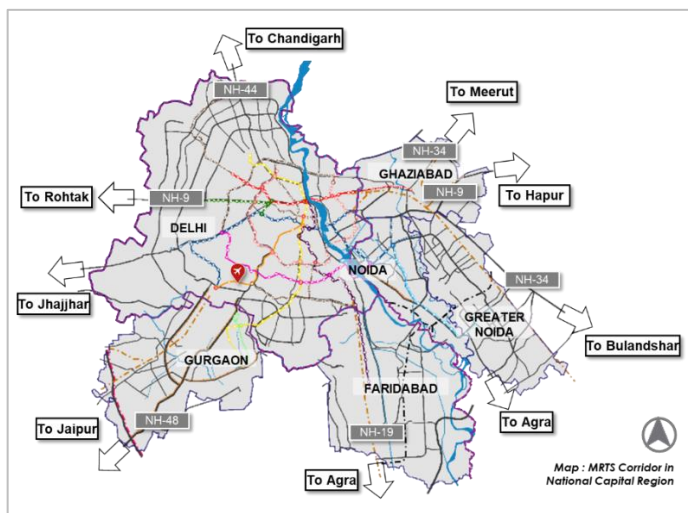 To Chandigarh
NH-44
To Meerut
NH-34
GHAZIABAD
NH-9
To Hapur
To Rohtak
NH-9
DELHI
NOIDA
To Jhajjhar
NH-34
GREATER
NOIDA
To Bulandshar
GURGAON
FARIDABAD
To Jaipur
NH-48
NH-19
To Agra
To Agra
Map : MRTS Corridor in
National Capital Region